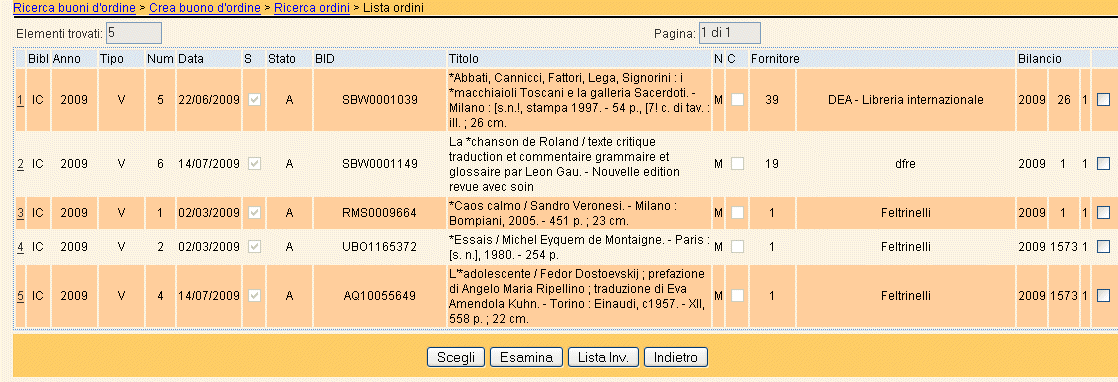 Ricerca buoni d'ordine > Crea buono d'ordine > Ricerca ordini > Lista ordini
Elementi trovati: 5 Pagina: 1 di 1
Bibl Anno Tipo Num Data S Stato BID Titolo N C Fornitore Bilancio
1 IC 2009 V 5 22/06/2009 A SBW0001039 *Abbati, Cannicci, Fattori, Lega, Signorini : i
*macchiaioli Toscani e la galleria Sacerdoti. -
Milano : [s.n.!, stampa 1997. - 54 p., [7! c. di tav. :
ill. ; 26 cm. M 39 DEA - Libreria internazionale 2009 26 1
2 IC 2009 V 6 14/07/2009 A SBW0001149 La *chanson de Roland / texte critique
traduction et commentaire grammaire et
glossaire par Leon Gau. - Nouvelle edition
revue avec soin M 19 dfre 2009 1 1
3 IC 2009 V 1 02/03/2009 A RMS0009664 *Caos calmo / Sandro Veronesi. - Milano :
Bompiani, 2005. - 451 p. ; 23 cm. M 1 Feltrinelli 2009 1 1
4 IC 2009 V 2 02/03/2009 A UBO1165372 *Essais / Michel Eyquem de Montaigne. - Paris :
[s. n.], 1980. - 254 p. M 1 Feltrinelli 2009 1573 1
5 IC 2009 V 4 14/07/2009 A AQ10055649 L'*adolescente / Fedor Dostoevskij ; prefazione
di Angelo Maria Ripellino ; traduzione di Eva
Amendola Kuhn. - Torino : Einaudi, c1957. - XII,
558 p. ; 22 cm. M 1 Feltrinelli 2009 1573 1
Scegli Esamina Lista Inv. Indietro